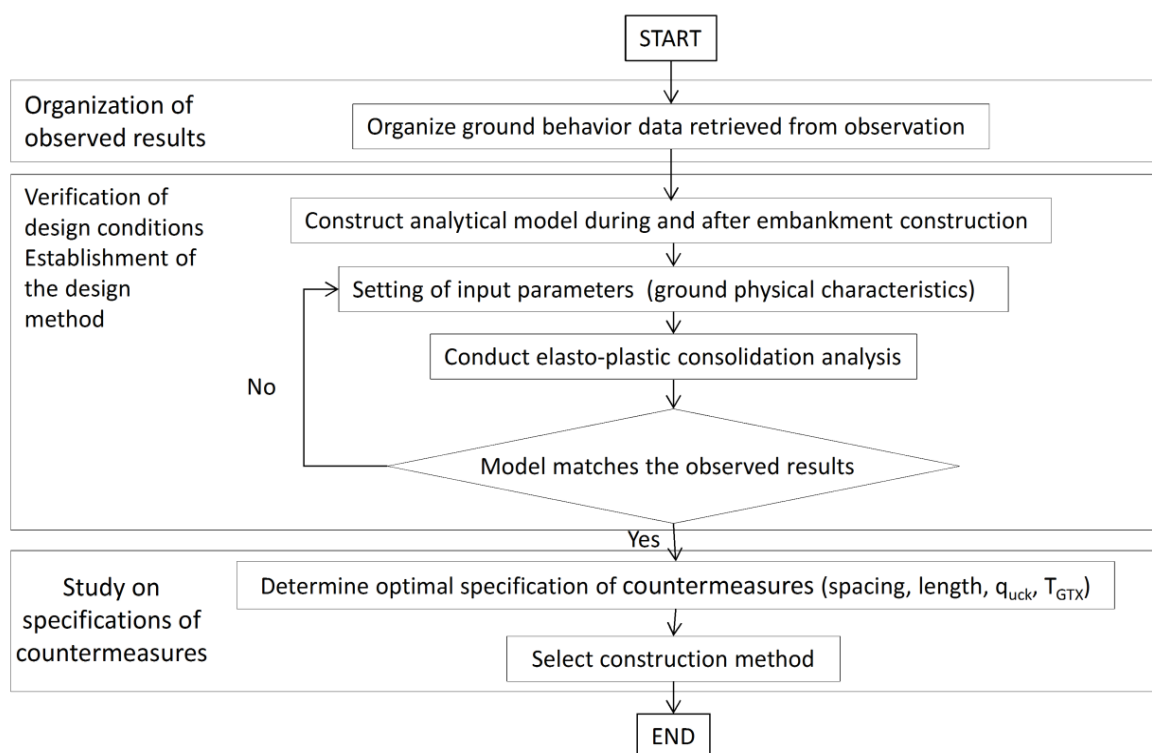 START
Organization of
observed results
Organize ground behavior data retrieved from observation
Verification of
design conditions
Establishment of
the design
method
Construct analytical model during and after embankment construction
Setting of input parameters (ground physical characteristics)
Conduct elasto-plastic consolidation analysis
No
Model matches the observed results
Yes
Study on
specifications of
countermeasures
Determine optimal specification of countermeasures (spacing, length, q_uck, T_GTX)
Select construction method
END